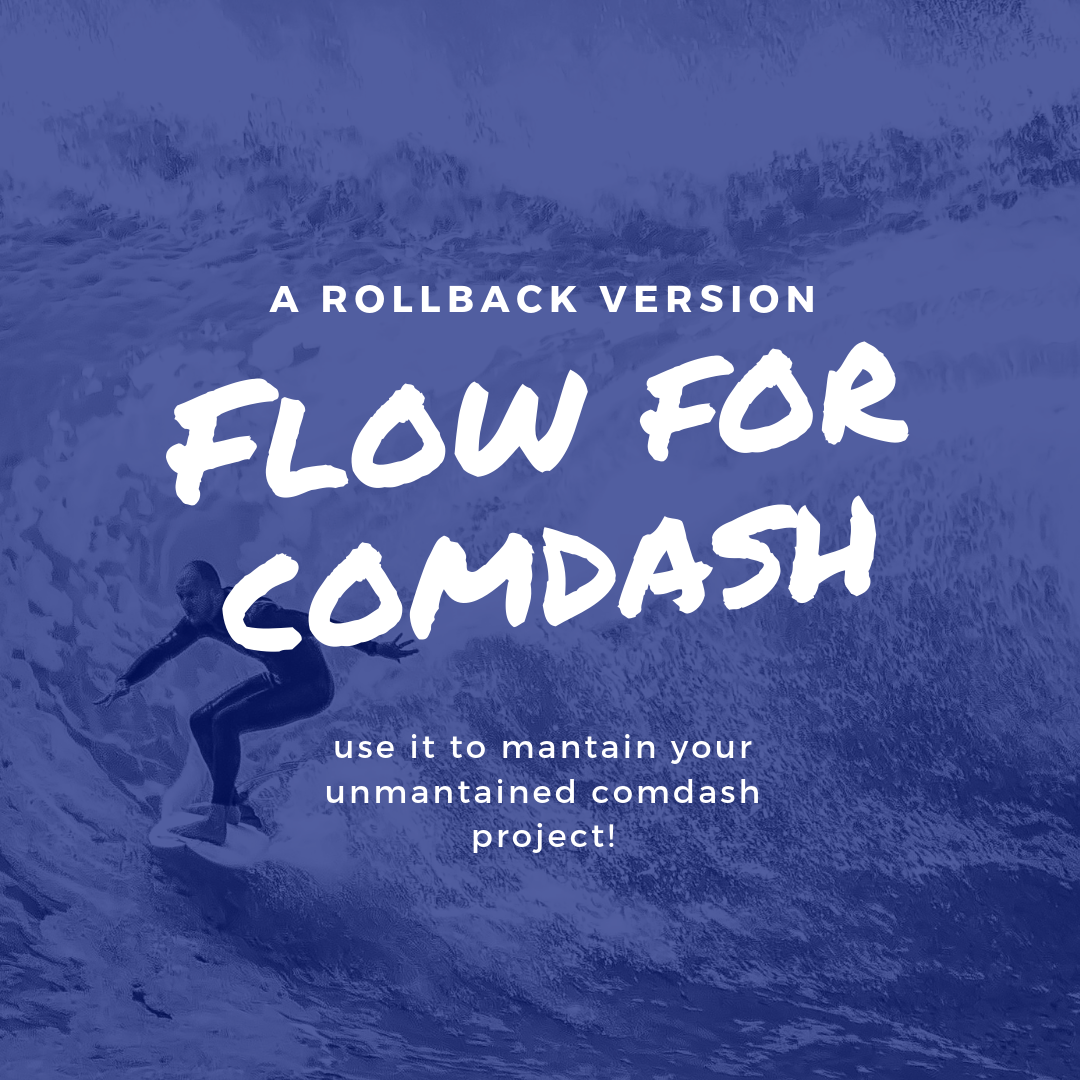 A ROLLBACK VERSION
FLOW FOR
COMDASH
use it to mantain your
unmantained comdash
project!